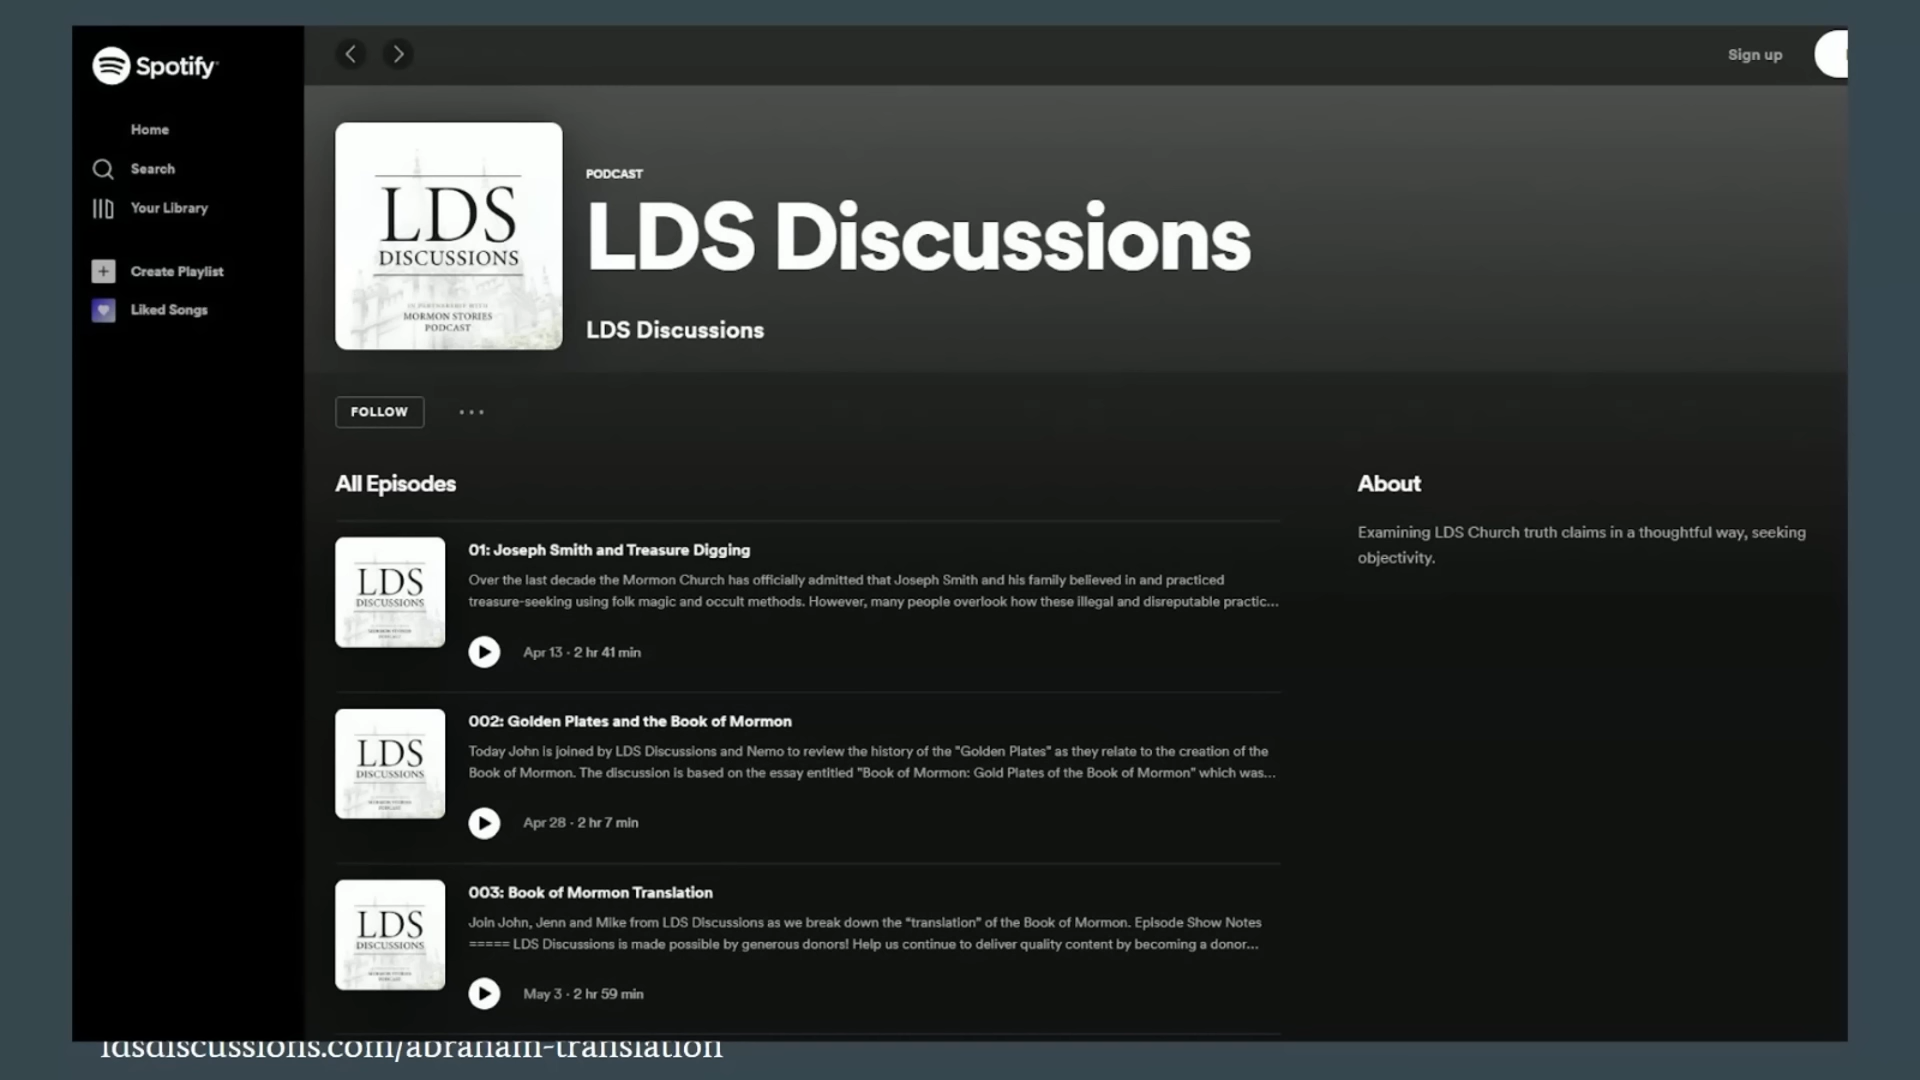 Spotify
Home
Search
Your Library
Create Playlist
Liked Songs
Sign up
LDS
DISCUSSIONS
IN PARTNERSHIP WITH
MORMON STORIES
PODCAST
PODCAST
LDS Discussions
LDS Discussions
FOLLOW
All Episodes
LDS
DISCUSSIONS
01: Joseph Smith and Treasure Digging
Over the last decade the Mormon Church has officially admitted that Joseph Smith and his family believed in and practiced
treasure-seeking using folk magic and occult methods. However, many people overlook how these illegal and disreputable practic...
Apr 13 · 2 hr 41 min
LDS
DISCUSSIONS
002: Golden Plates and the Book of Mormon
Today John is joined by LDS Discussions and Nemo to review the history of the "Golden Plates" as they relate to the creation of the
Book of Mormon. The discussion is based on the essay entitled "Book of Mormon: Gold Plates of the Book of Mormon" which was...
Apr 28 · 2 hr 7 min
LDS
DISCUSSIONS
003: Book of Mormon Translation
Join John, Jenn and Mike from LDS Discussions as we break down the “translation” of the Book of Mormon. Episode Show Notes
===== LDS Discussions is made possible by generous donors! Help us continue to deliver quality content by becoming a donor...
May 3 · 2 hr 59 min
About
Examining LDS Church truth claims in a thoughtful way, seeking
objectivity.
ldsdiscussions.com/abraham-translation